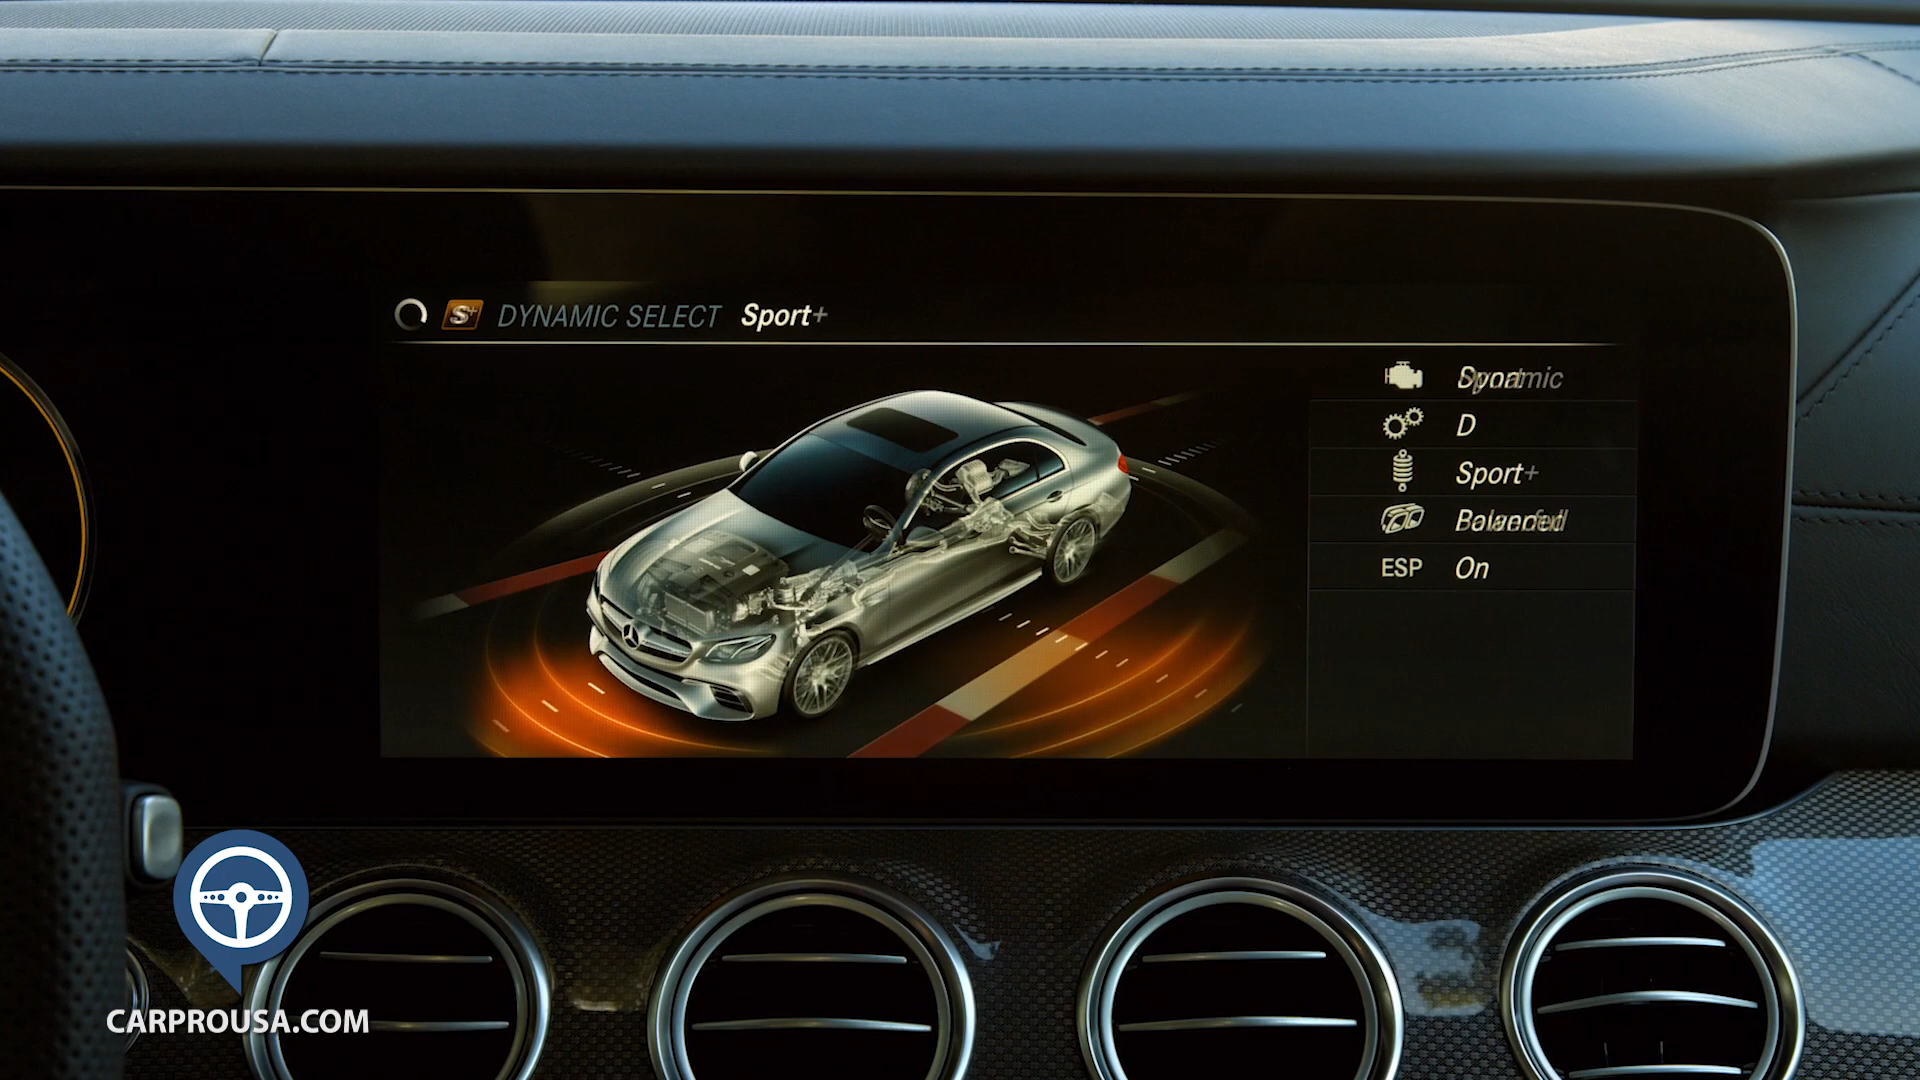 S+ DYNAMIC SELECT Sport+
D
Sport+
ESP On
CARPROUSA.COM